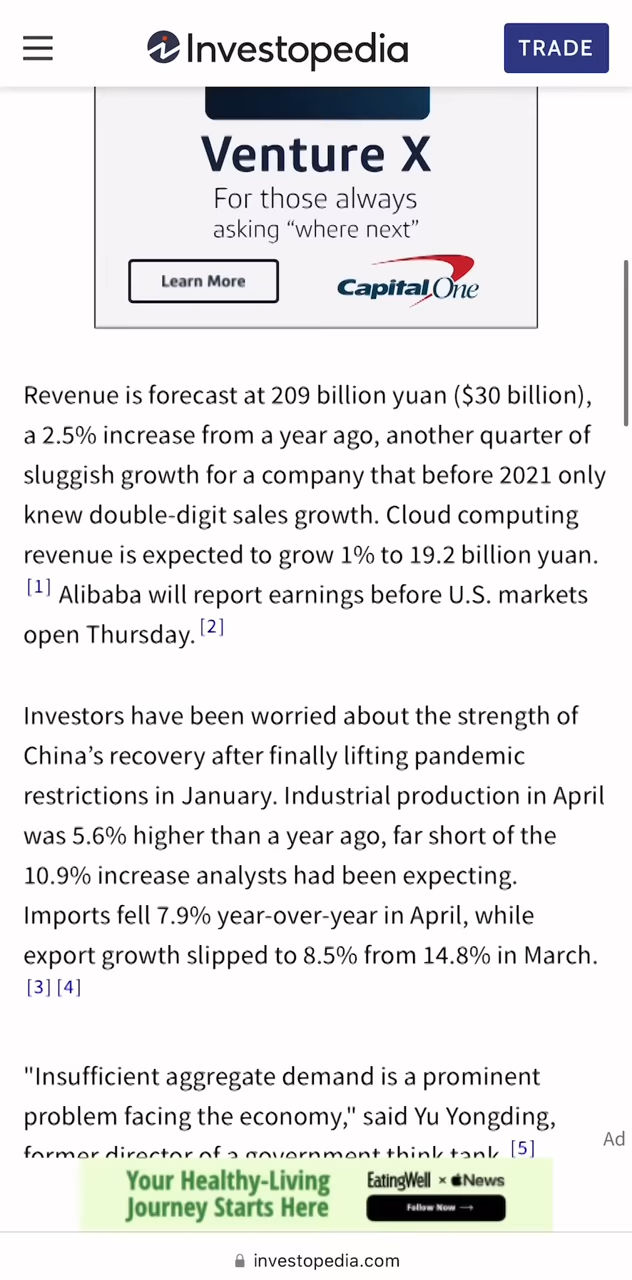 Investopedia
TRADE
Venture X
For those always
asking “where next”
Learn More
Capital One
Revenue is forecast at 209 billion yuan ($30 billion),
a 2.5% increase from a year ago, another quarter of
sluggish growth for a company that before 2021 only
knew double-digit sales growth. Cloud computing
revenue is expected to grow 1% to 19.2 billion yuan.
[1] Alibaba will report earnings before U.S. markets
open Thursday. [2]
Investors have been worried about the strength of
China’s recovery after finally lifting pandemic
restrictions in January. Industrial production in April
was 5.6% higher than a year ago, far short of the
10.9% increase analysts had been expecting.
Imports fell 7.9% year-over-year in April, while
export growth slipped to 8.5% from 14.8% in March.
[3] [4]
"Insufficient aggregate demand is a prominent
problem facing the economy," said Yu Yongding,
former director of a government think tank. [5]
Ad
Your Healthy-Living
Journey Starts Here
EatingWell × News
Follow Now →
investopedia.com